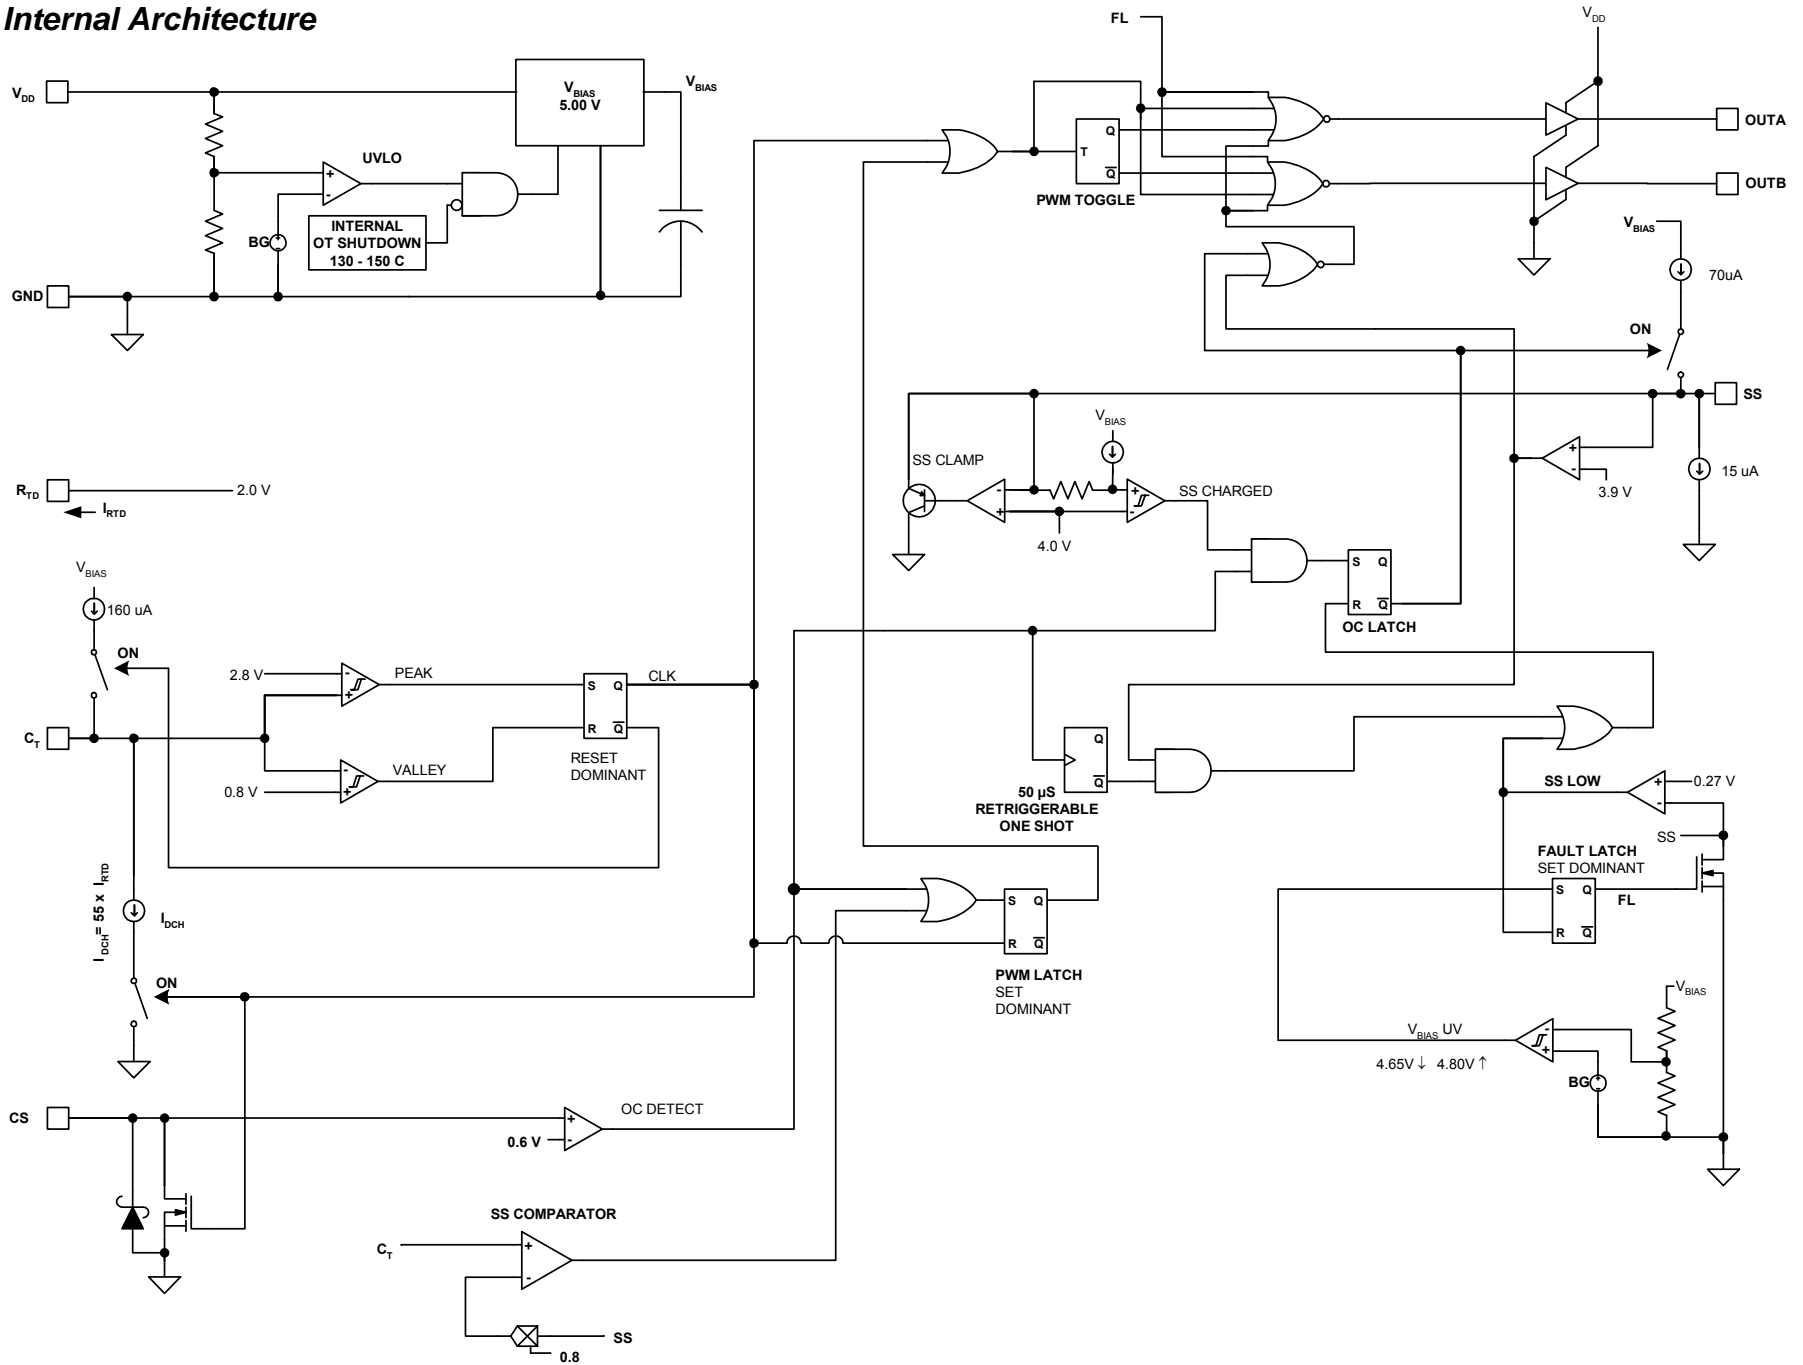 Internal Architecture
FL
VDD
VDD
VBIAS
5.00 V
VBIAS
UVLO
+
-
BG
INTERNAL
OT SHUTDOWN
130 - 150 C
GND
T
Q
Q̅
PWM TOGGLE
OUTA
OUTB
VBIAS
70uA
ON
SS
+
-
3.9 V
15 uA
RTD
2.0 V
IRTD
VBIAS
SS CLAMP
-
+
+
-
SS CHARGED
4.0 V
S
Q
R
Q̅
OC LATCH
VBIAS
160 uA
ON
2.8 V
-
+
PEAK
S
Q
CLK
CT
R
Q̅
RESET
DOMINANT
0.8 V
-
+
VALLEY
Q
Q̅
50 µS
RETRIGGERABLE
ONE SHOT
SS LOW
+
-
0.27 V
SS
FAULT LATCH
SET DOMINANT
S
Q
FL
R
Q̅
IDCH= 55 x IRTD
IDCH
ON
S
Q
R
Q̅
PWM LATCH
SET
DOMINANT
VBIAS
VBIAS UV
4.65V ↓ 4.80V ↑
-
+
BG
CS
+
-
0.6 V
OC DETECT
SS COMPARATOR
CT
+
-
SS
0.8